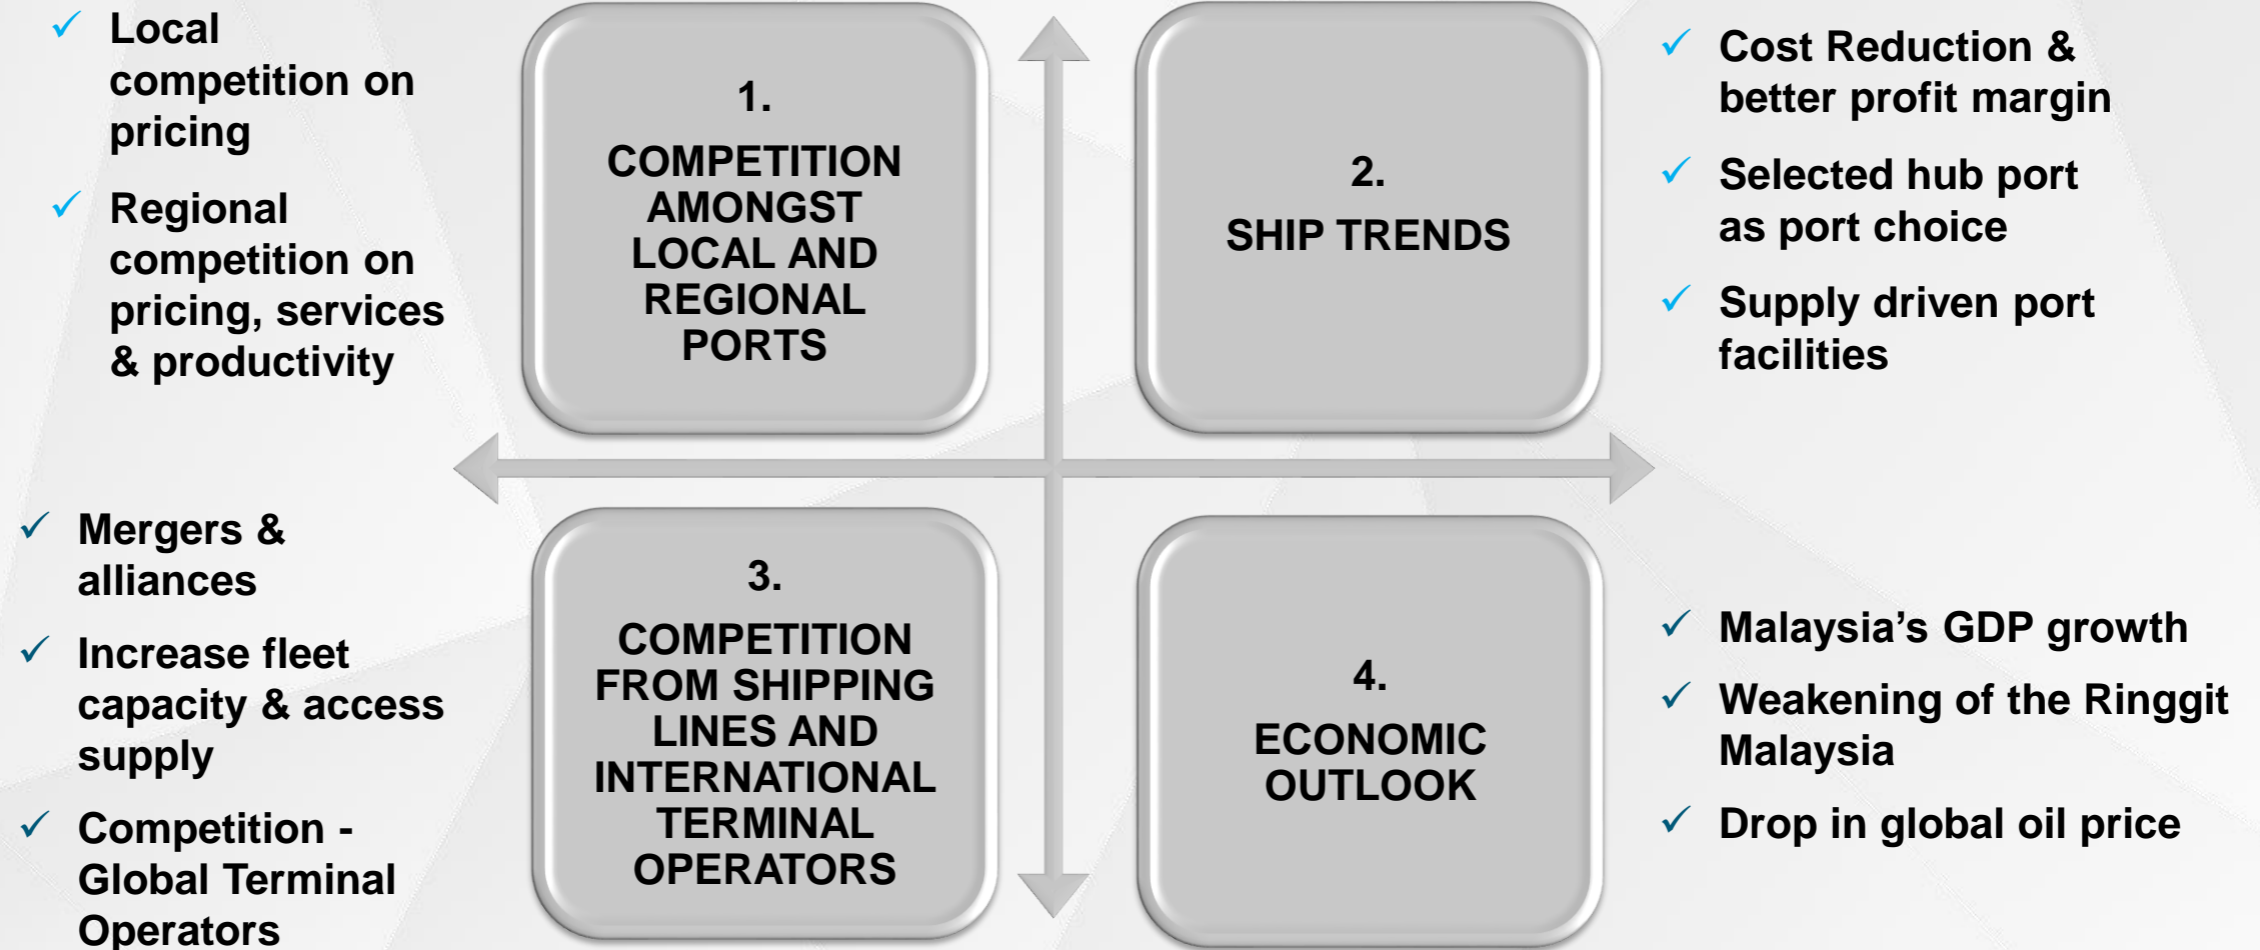 Local
competition on
pricing
Regional
competition on
pricing, services
& productivity
1.
COMPETITION
AMONGST
LOCAL AND
REGIONAL
PORTS
2.
SHIP TRENDS
Cost Reduction &
better profit margin
Selected hub port
as port choice
Supply driven port
facilities
Mergers &
alliances
Increase fleet
capacity & access
supply
Competition -
Global Terminal
Operators
3.
COMPETITION
FROM SHIPPING
LINES AND
INTERNATIONAL
TERMINAL
OPERATORS
4.
ECONOMIC
OUTLOOK
Malaysia’s GDP growth
Weakening of the Ringgit
Malaysia
Drop in global oil price